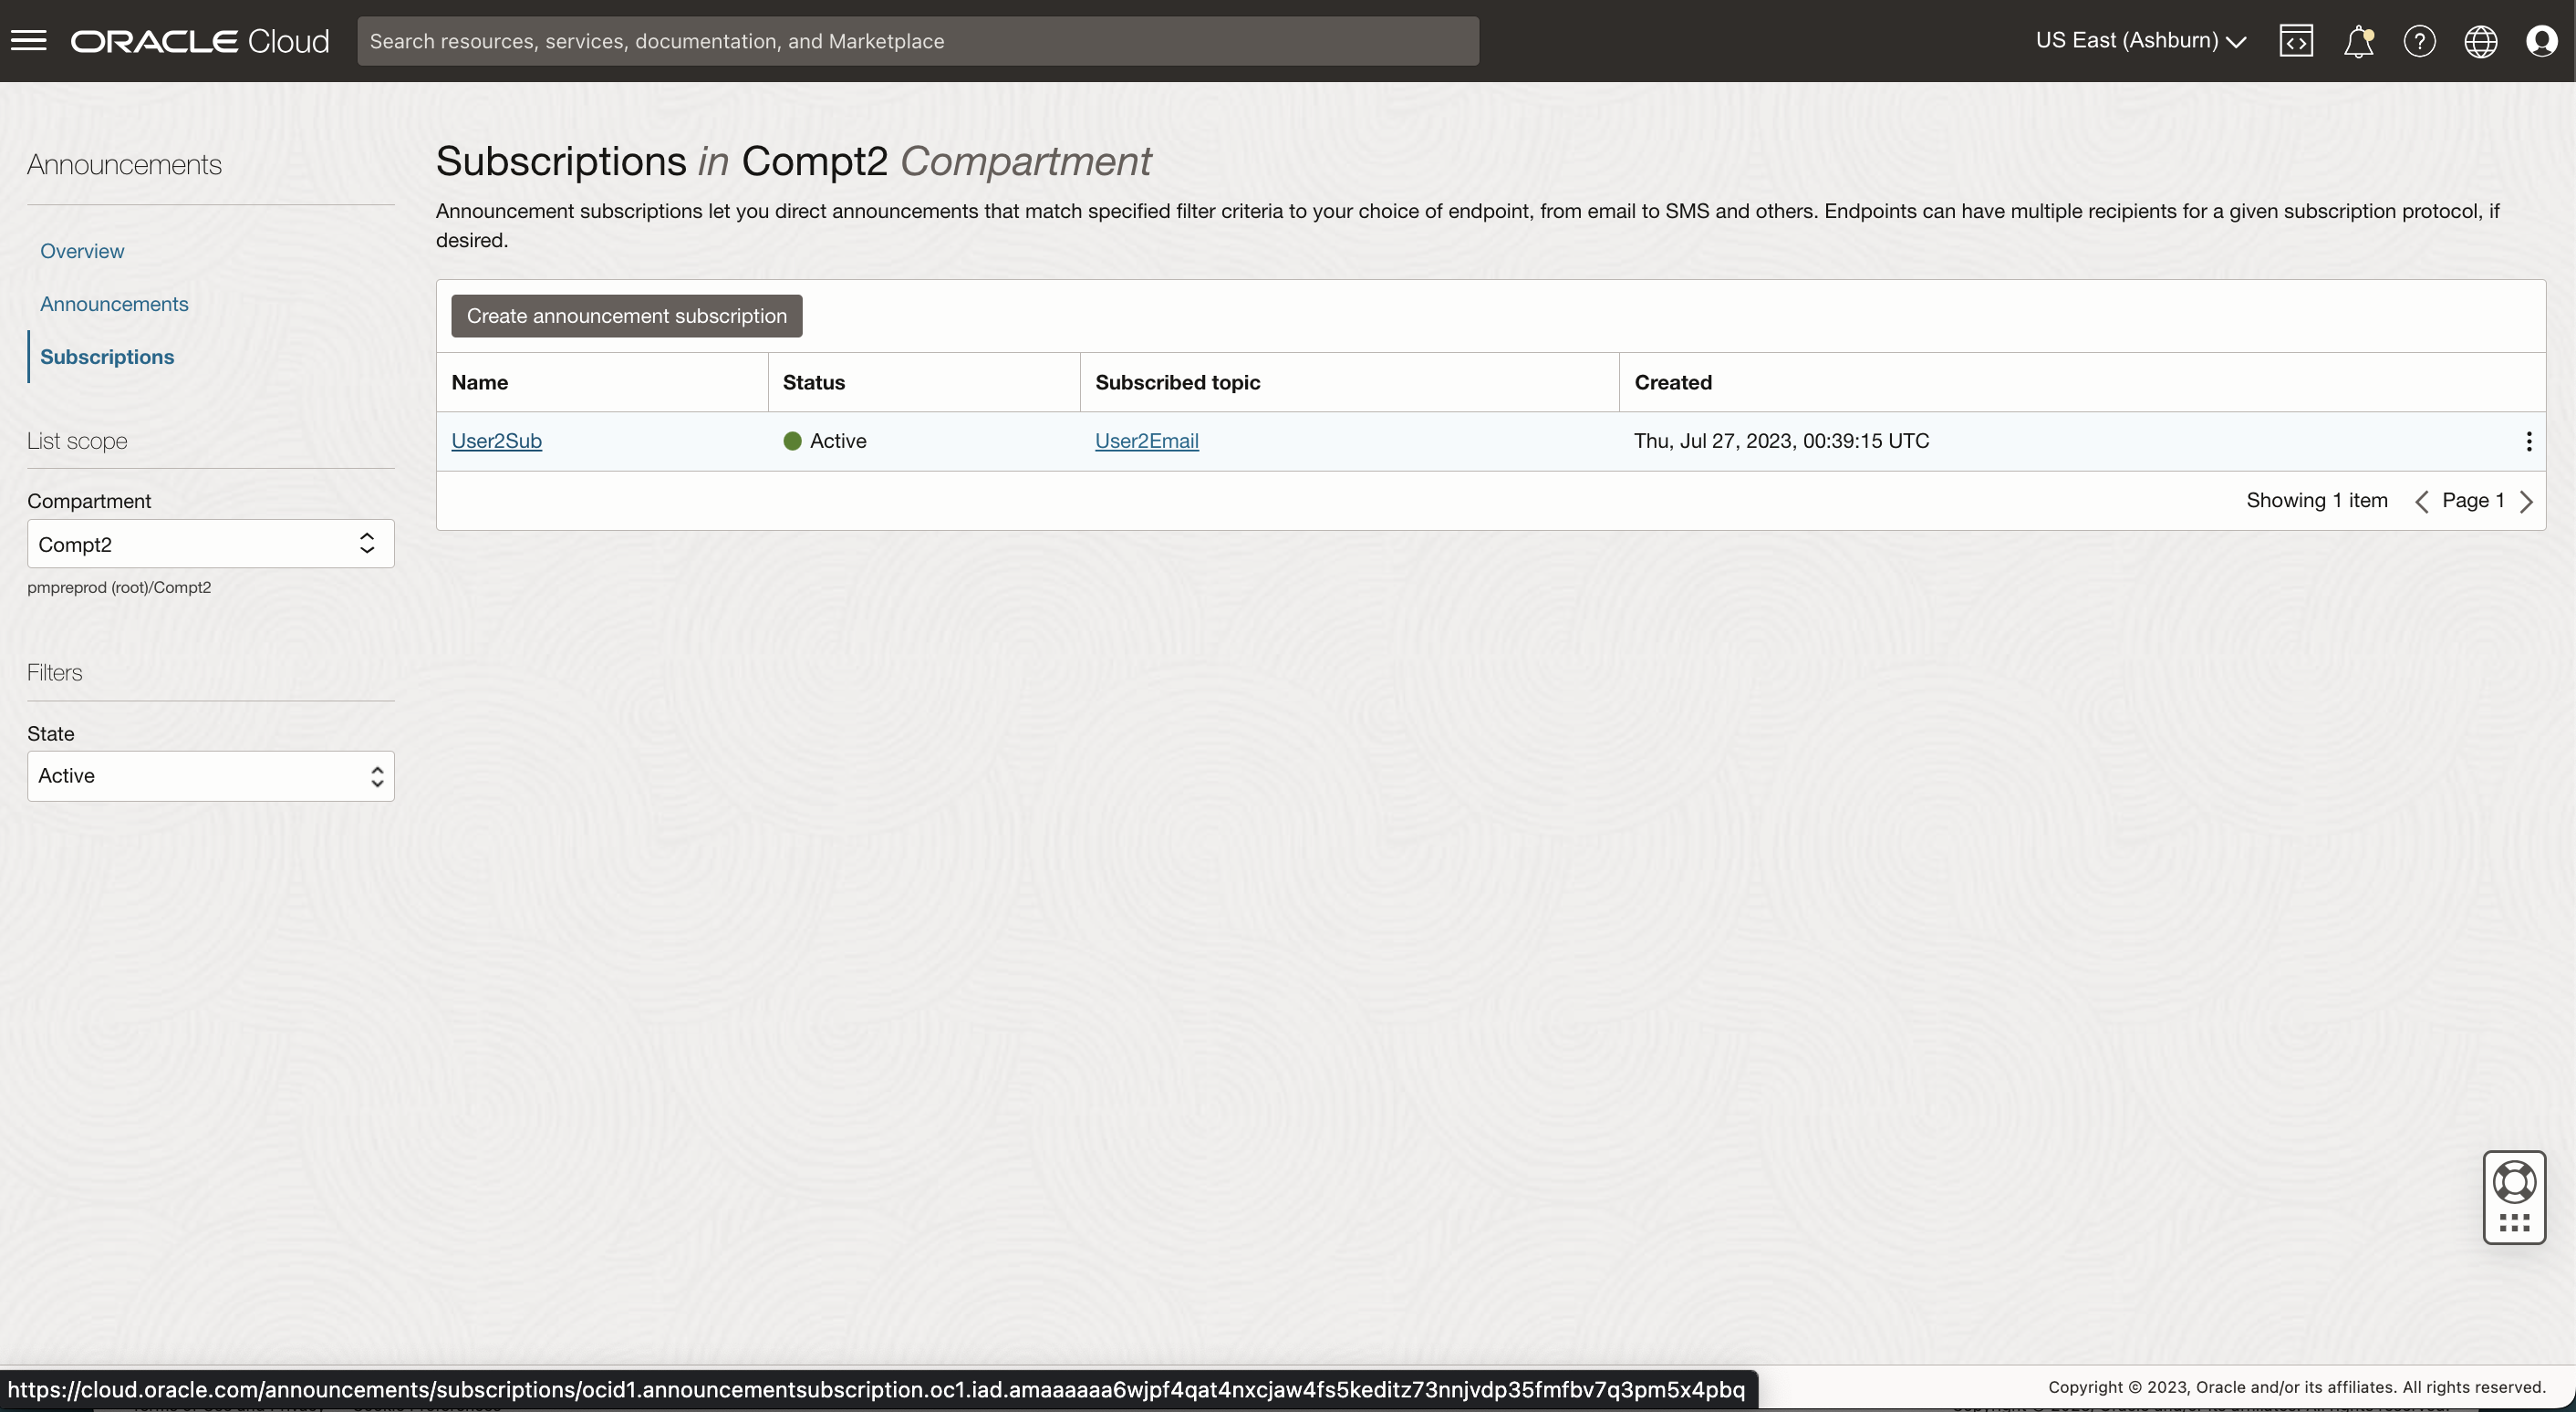 ORACLE Cloud
Search resources, services, documentation, and Marketplace
US East (Ashburn)
Announcements
Overview
Announcements
Subscriptions
List scope
Compartment
Compt2
pmpreprod (root)/Compt2
Filters
State
Active
Subscriptions in Compt2 Compartment
Announcement subscriptions let you direct announcements that match specified filter criteria to your choice of endpoint, from email to SMS and others. Endpoints can have multiple recipients for a given subscription protocol, if
desired.
Create announcement subscription
Name Status Subscribed topic Created
User2Sub Active User2Email Thu, Jul 27, 2023, 00:39:15 UTC
Showing 1 item Page 1
https://cloud.oracle.com/announcements/subscriptions/ocid1.announcementsubscription.oc1.iad.amaaaaaa6wjpf4qat4nxcjaw4fs5keditz73nnjvdp35fmfbv7q3pm5x4pbq
Copyright © 2023, Oracle and/or its affiliates. All rights reserved.